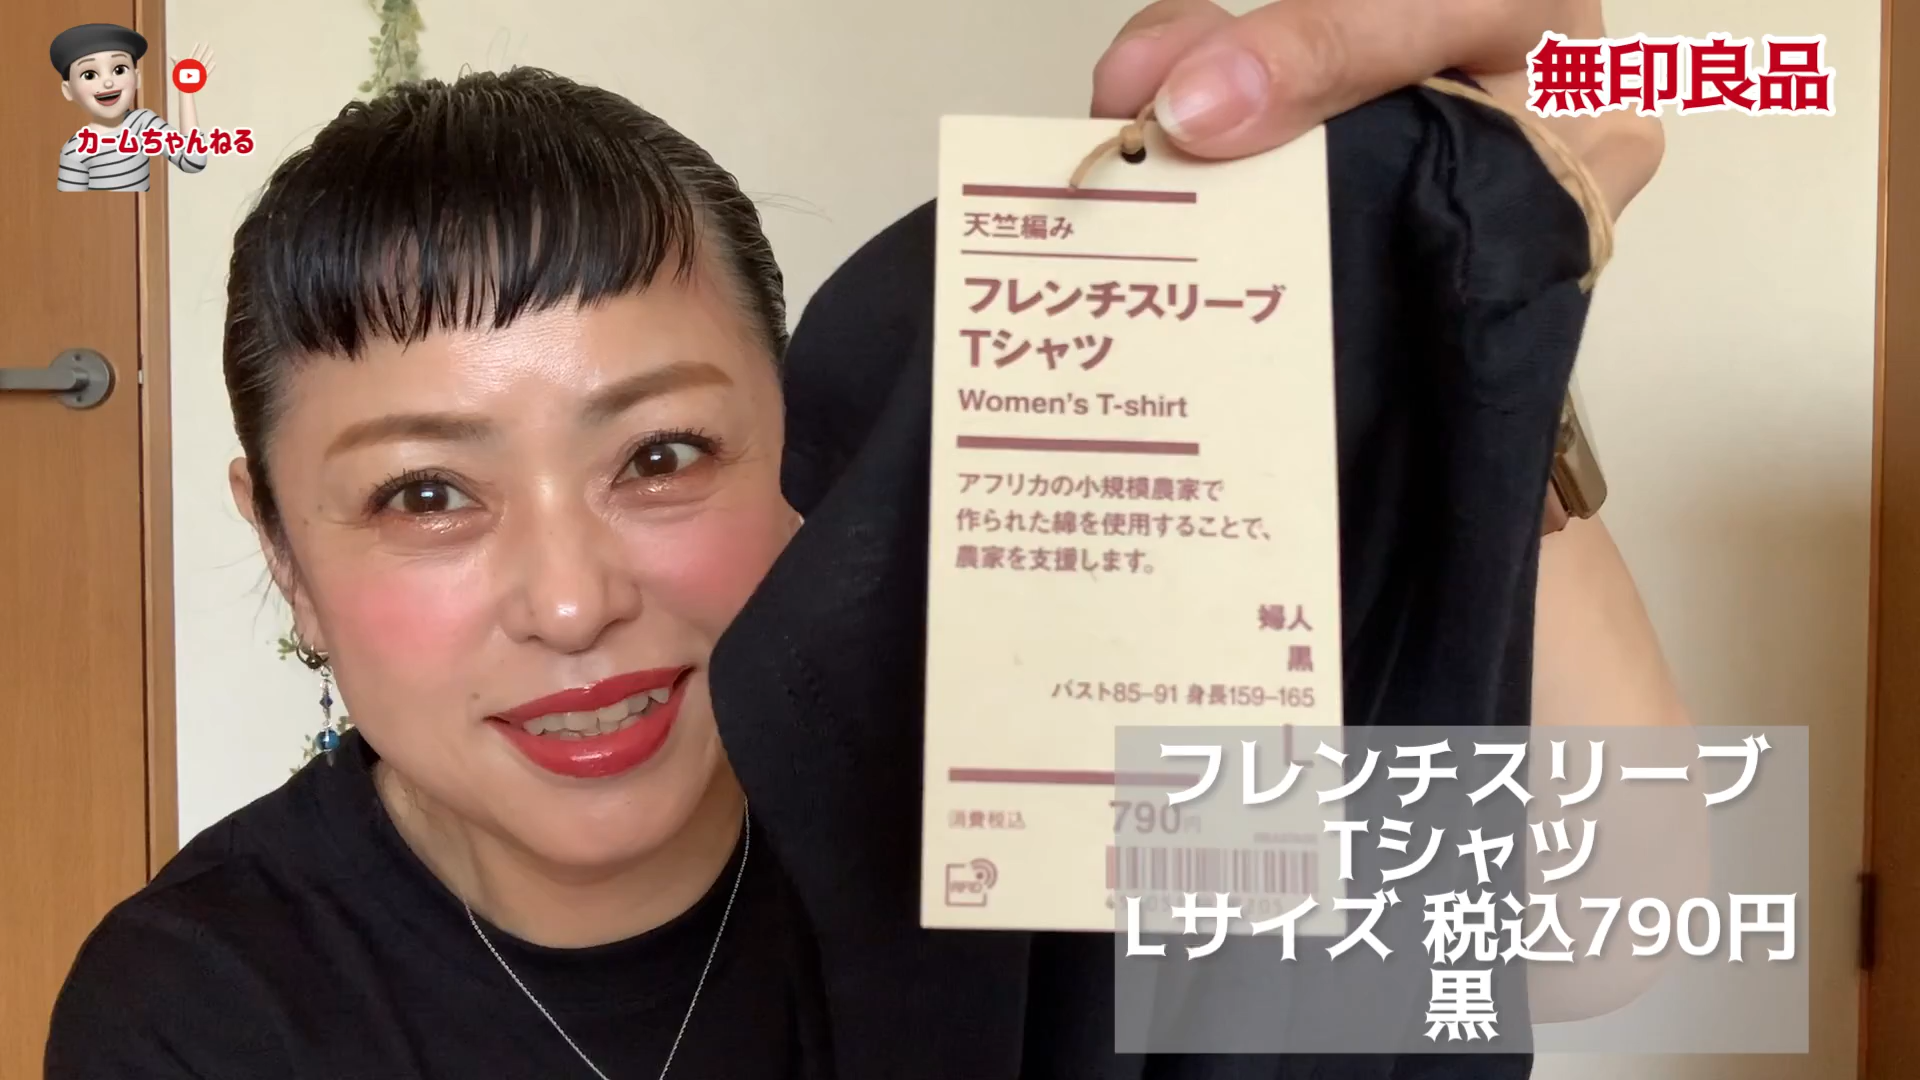 カームちゃんねる
無印良品
天竺編み
フレンチスリーブ
Tシャツ
Women's T-shirt
アフリカの小規模農家で
作られた綿を使用することで、
農家を支援します。
婦人
黒
バスト85–91 身長159–165
L
消費税込 790円
RFID
フレンチスリーブ
Tシャツ
Lサイズ 税込790円
黒